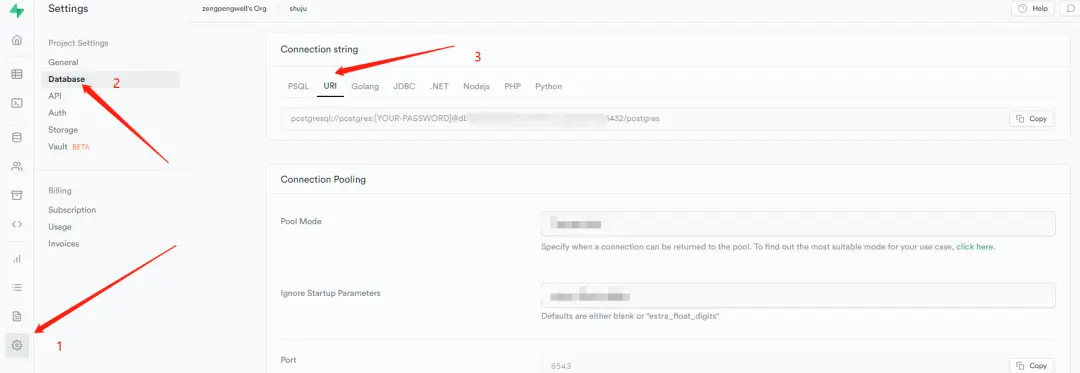 Settings
zengpengwell's Org / shuju
Help
Project Settings
General
Database
API
Auth
Storage
Vault BETA
Billing
Subscription
Usage
Invoices
1
2
3
Connection string
PSQL URI Golang JDBC .NET Nodejs PHP Python
postgresql://postgres:[YOUR-PASSWORD]@db 432/postgres
Copy
Connection Pooling
Pool Mode
Specify when a connection can be returned to the pool. To find out the most suitable mode for your use case, click here.
Ignore Startup Parameters
Defaults are either blank or "extra_float_digits"
Port
6543
Copy